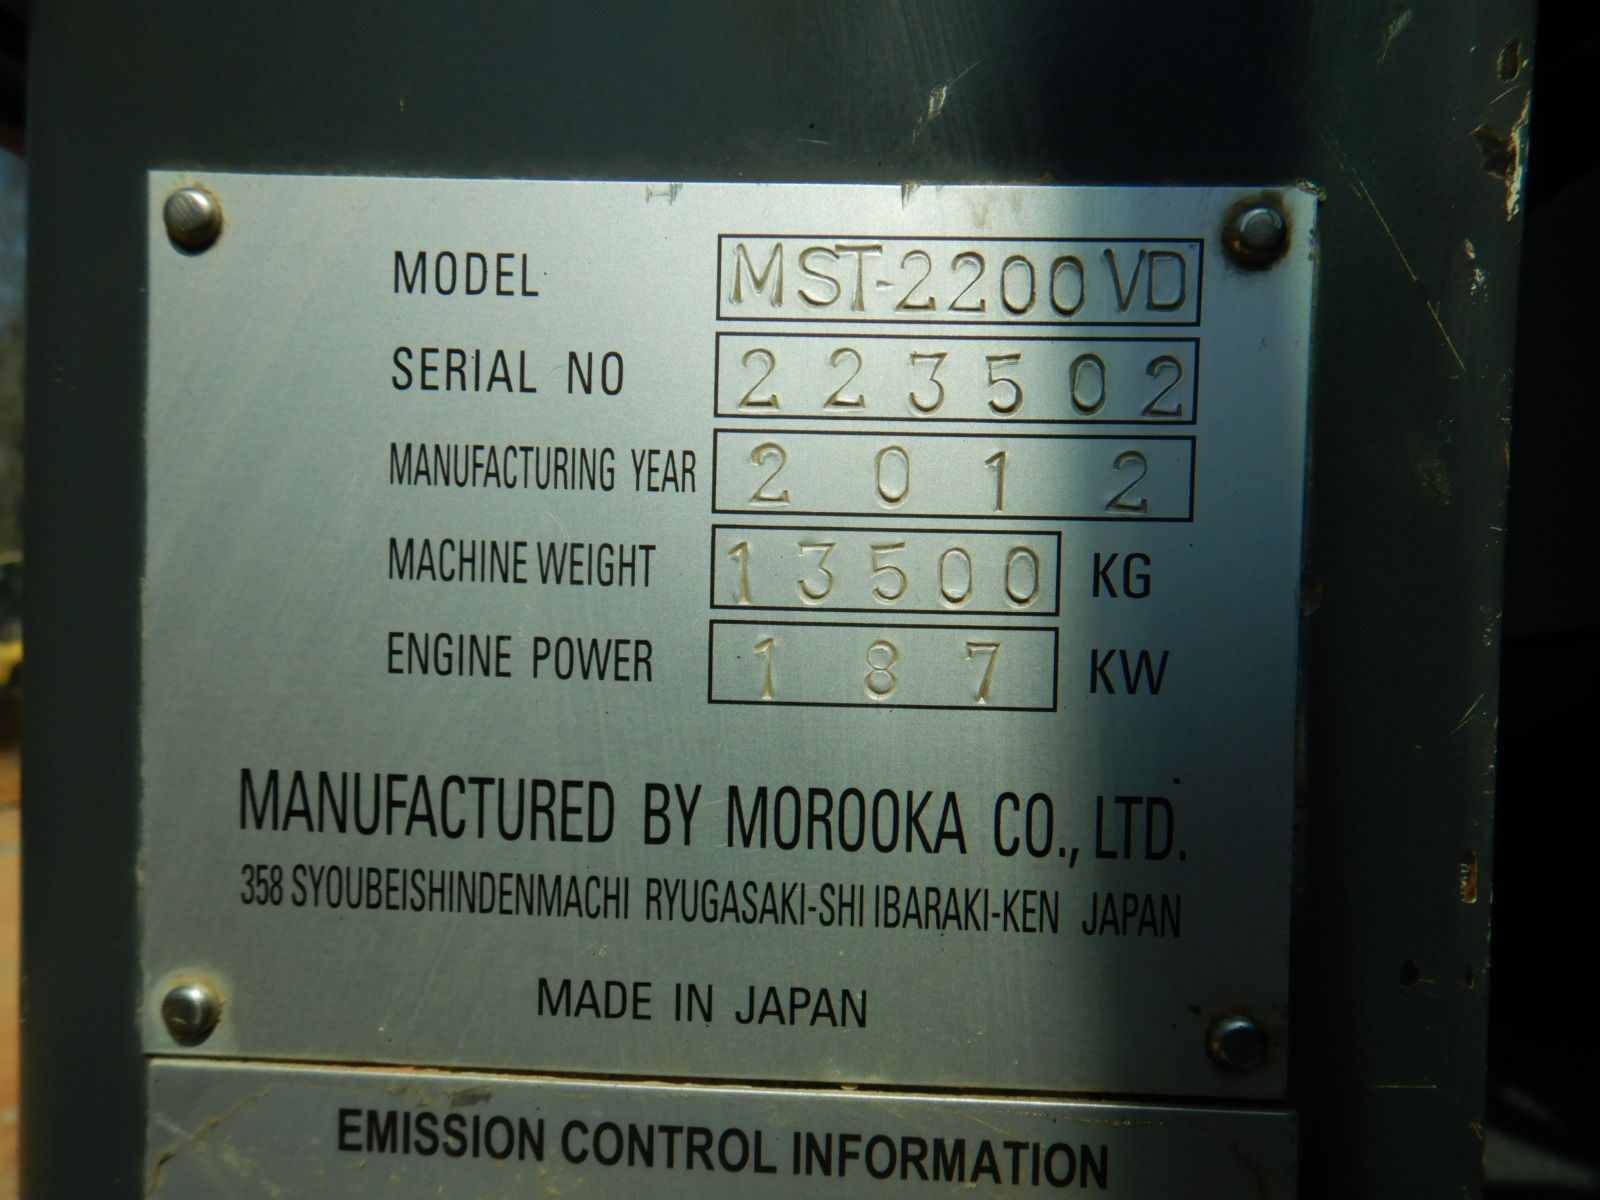 MODEL MST-2200VD
SERIAL NO 223502
MANUFACTURING YEAR 2012
MACHINE WEIGHT 13500 KG
ENGINE POWER 187 KW
MANUFACTURED BY MOROOKA CO., LTD.
358 SYOUBEISHINDENMACHI RYUGASAKI-SHI IBARAKI-KEN JAPAN
MADE IN JAPAN
EMISSION CONTROL INFORMATION